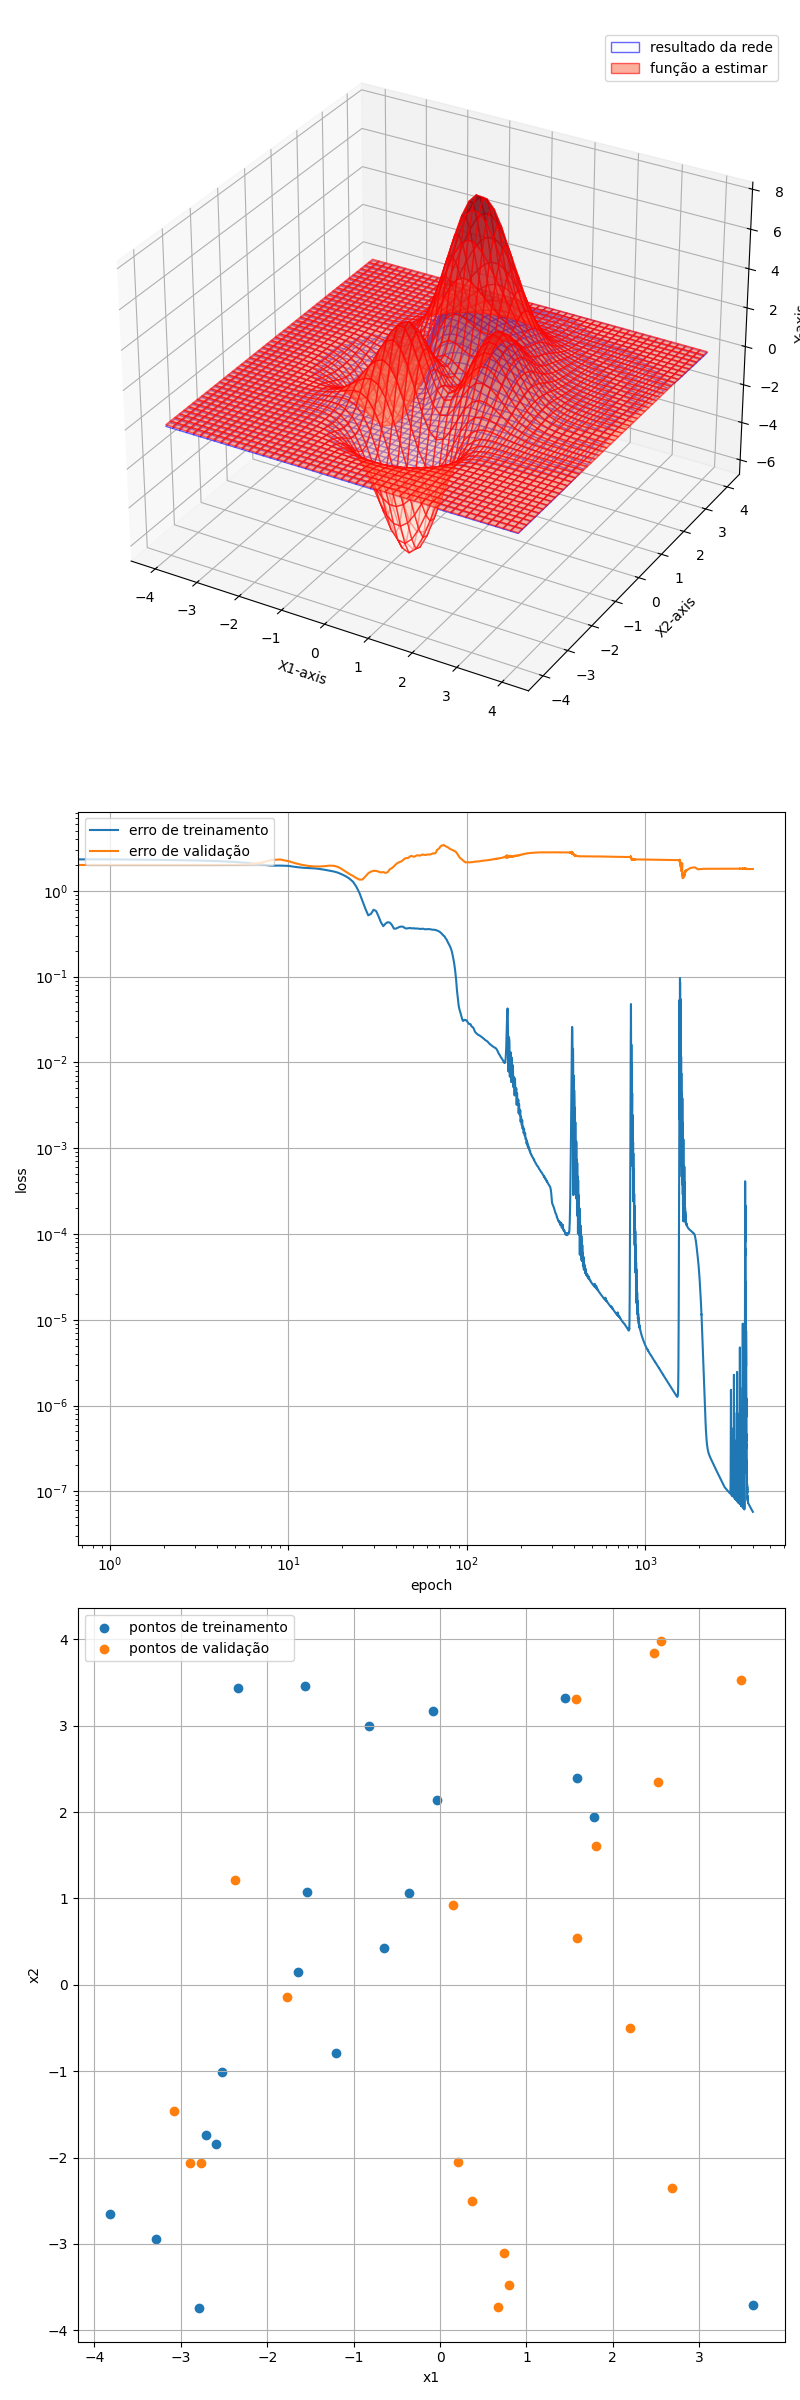 resultado da rede
função a estimar
8
6
4
2
0
−2
−4
−6
Y-axis
4
3
2
1
0
−1
−2
−3
−4
X2-axis
−4
−3
−2
−1
0
1
2
3
4
X1-axis
erro de treinamento
erro de validação
10^0
10^−1
10^−2
10^−3
10^−4
10^−5
10^−6
10^−7
loss
10^0 10^1 10^2 10^3
epoch
pontos de treinamento
pontos de validação
4
3
2
1
0
−1
−2
−3
−4
x2
−4 −3 −2 −1 0 1 2 3
x1